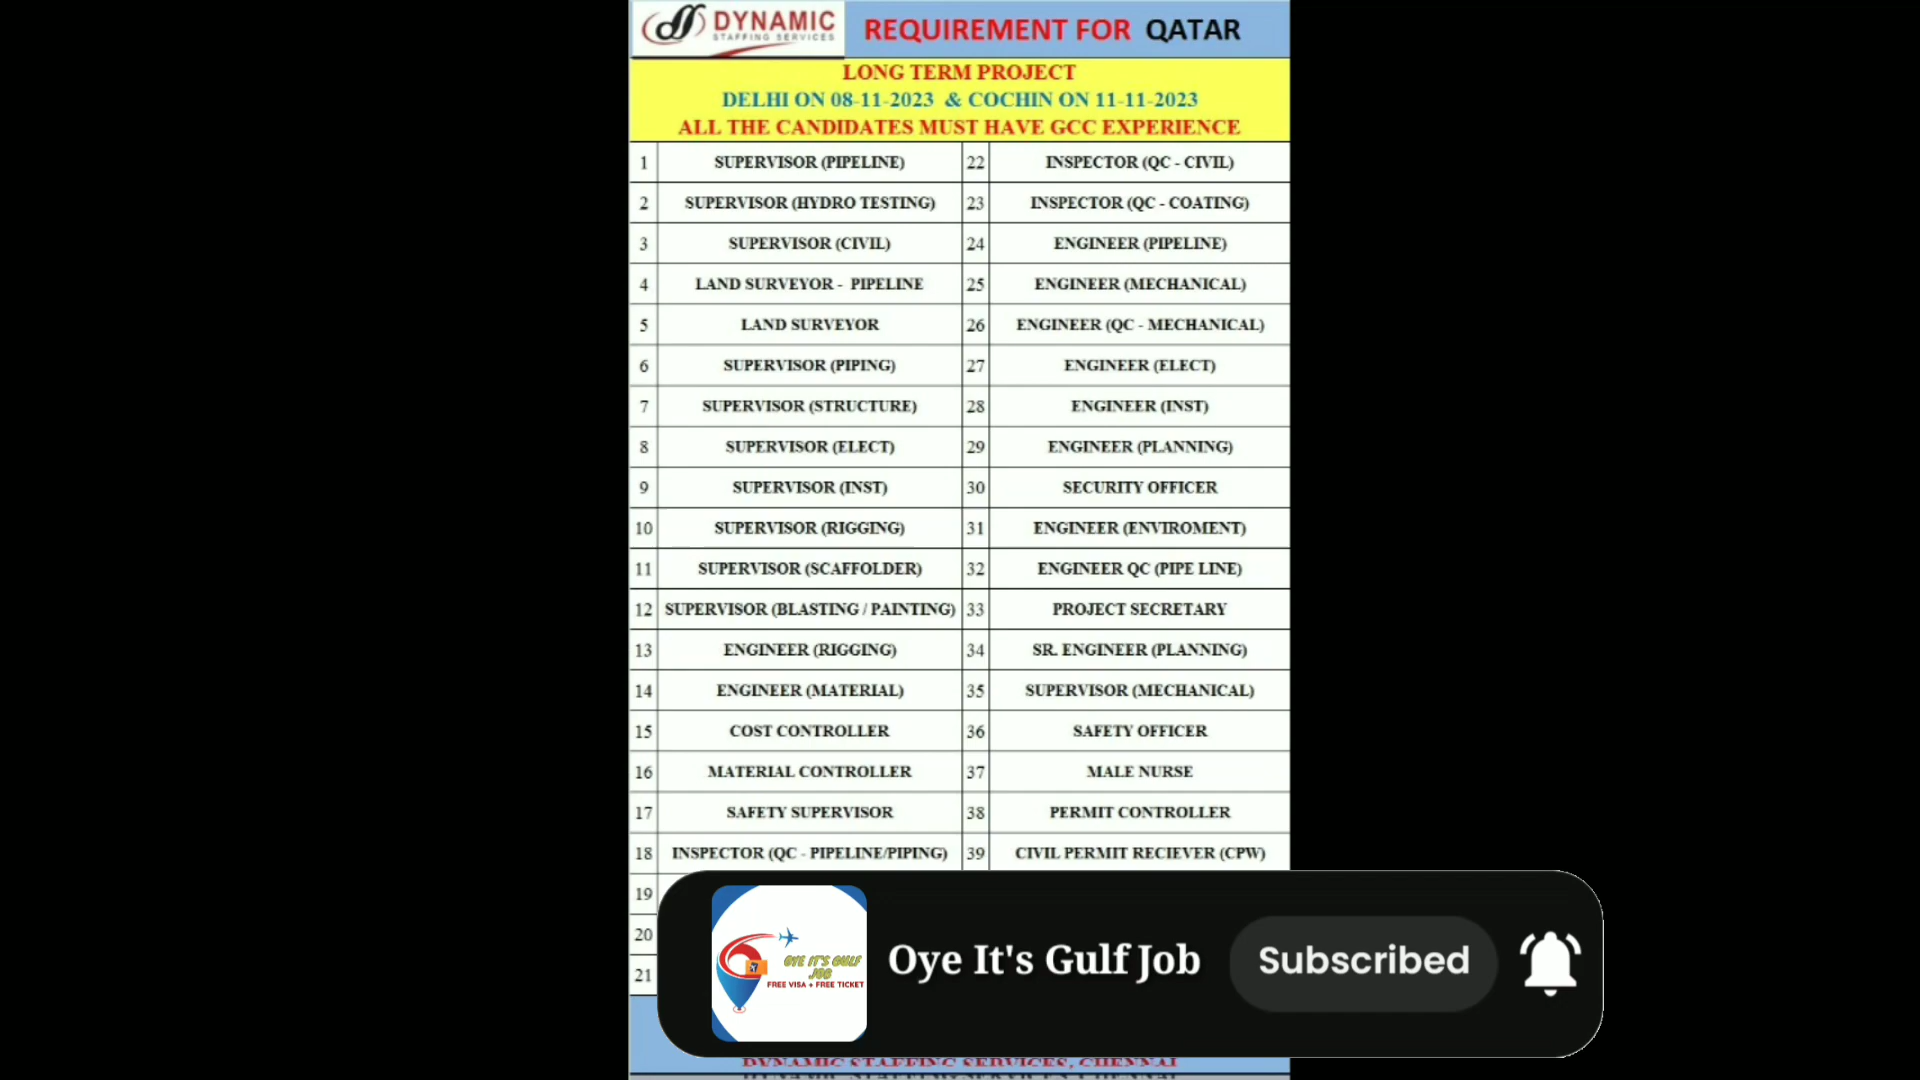 DYNAMIC
STAFFING SERVICES
REQUIREMENT FOR QATAR
LONG TERM PROJECT
DELHI ON 08-11-2023 & COCHIN ON 11-11-2023
ALL THE CANDIDATES MUST HAVE GCC EXPERIENCE
1 SUPERVISOR (PIPELINE) 22 INSPECTOR (QC - CIVIL)
2 SUPERVISOR (HYDRO TESTING) 23 INSPECTOR (QC - COATING)
3 SUPERVISOR (CIVIL) 24 ENGINEER (PIPELINE)
4 LAND SURVEYOR - PIPELINE 25 ENGINEER (MECHANICAL)
5 LAND SURVEYOR 26 ENGINEER (QC - MECHANICAL)
6 SUPERVISOR (PIPING) 27 ENGINEER (ELECT)
7 SUPERVISOR (STRUCTURE) 28 ENGINEER (INST)
8 SUPERVISOR (ELECT) 29 ENGINEER (PLANNING)
9 SUPERVISOR (INST) 30 SECURITY OFFICER
10 SUPERVISOR (RIGGING) 31 ENGINEER (ENVIROMENT)
11 SUPERVISOR (SCAFFOLDER) 32 ENGINEER QC (PIPE LINE)
12 SUPERVISOR (BLASTING / PAINTING) 33 PROJECT SECRETARY
13 ENGINEER (RIGGING) 34 SR. ENGINEER (PLANNING)
14 ENGINEER (MATERIAL) 35 SUPERVISOR (MECHANICAL)
15 COST CONTROLLER 36 SAFETY OFFICER
16 MATERIAL CONTROLLER 37 MALE NURSE
17 SAFETY SUPERVISOR 38 PERMIT CONTROLLER
18 INSPECTOR (QC - PIPELINE/PIPING) 39 CIVIL PERMIT RECIEVER (CPW)
19
20
21
OYE IT'S GULF
JOB
FREE VISA + FREE TICKET
Oye It's Gulf Job
Subscribed
DYNAMIC STAFFING SERVICES, CHENNAI